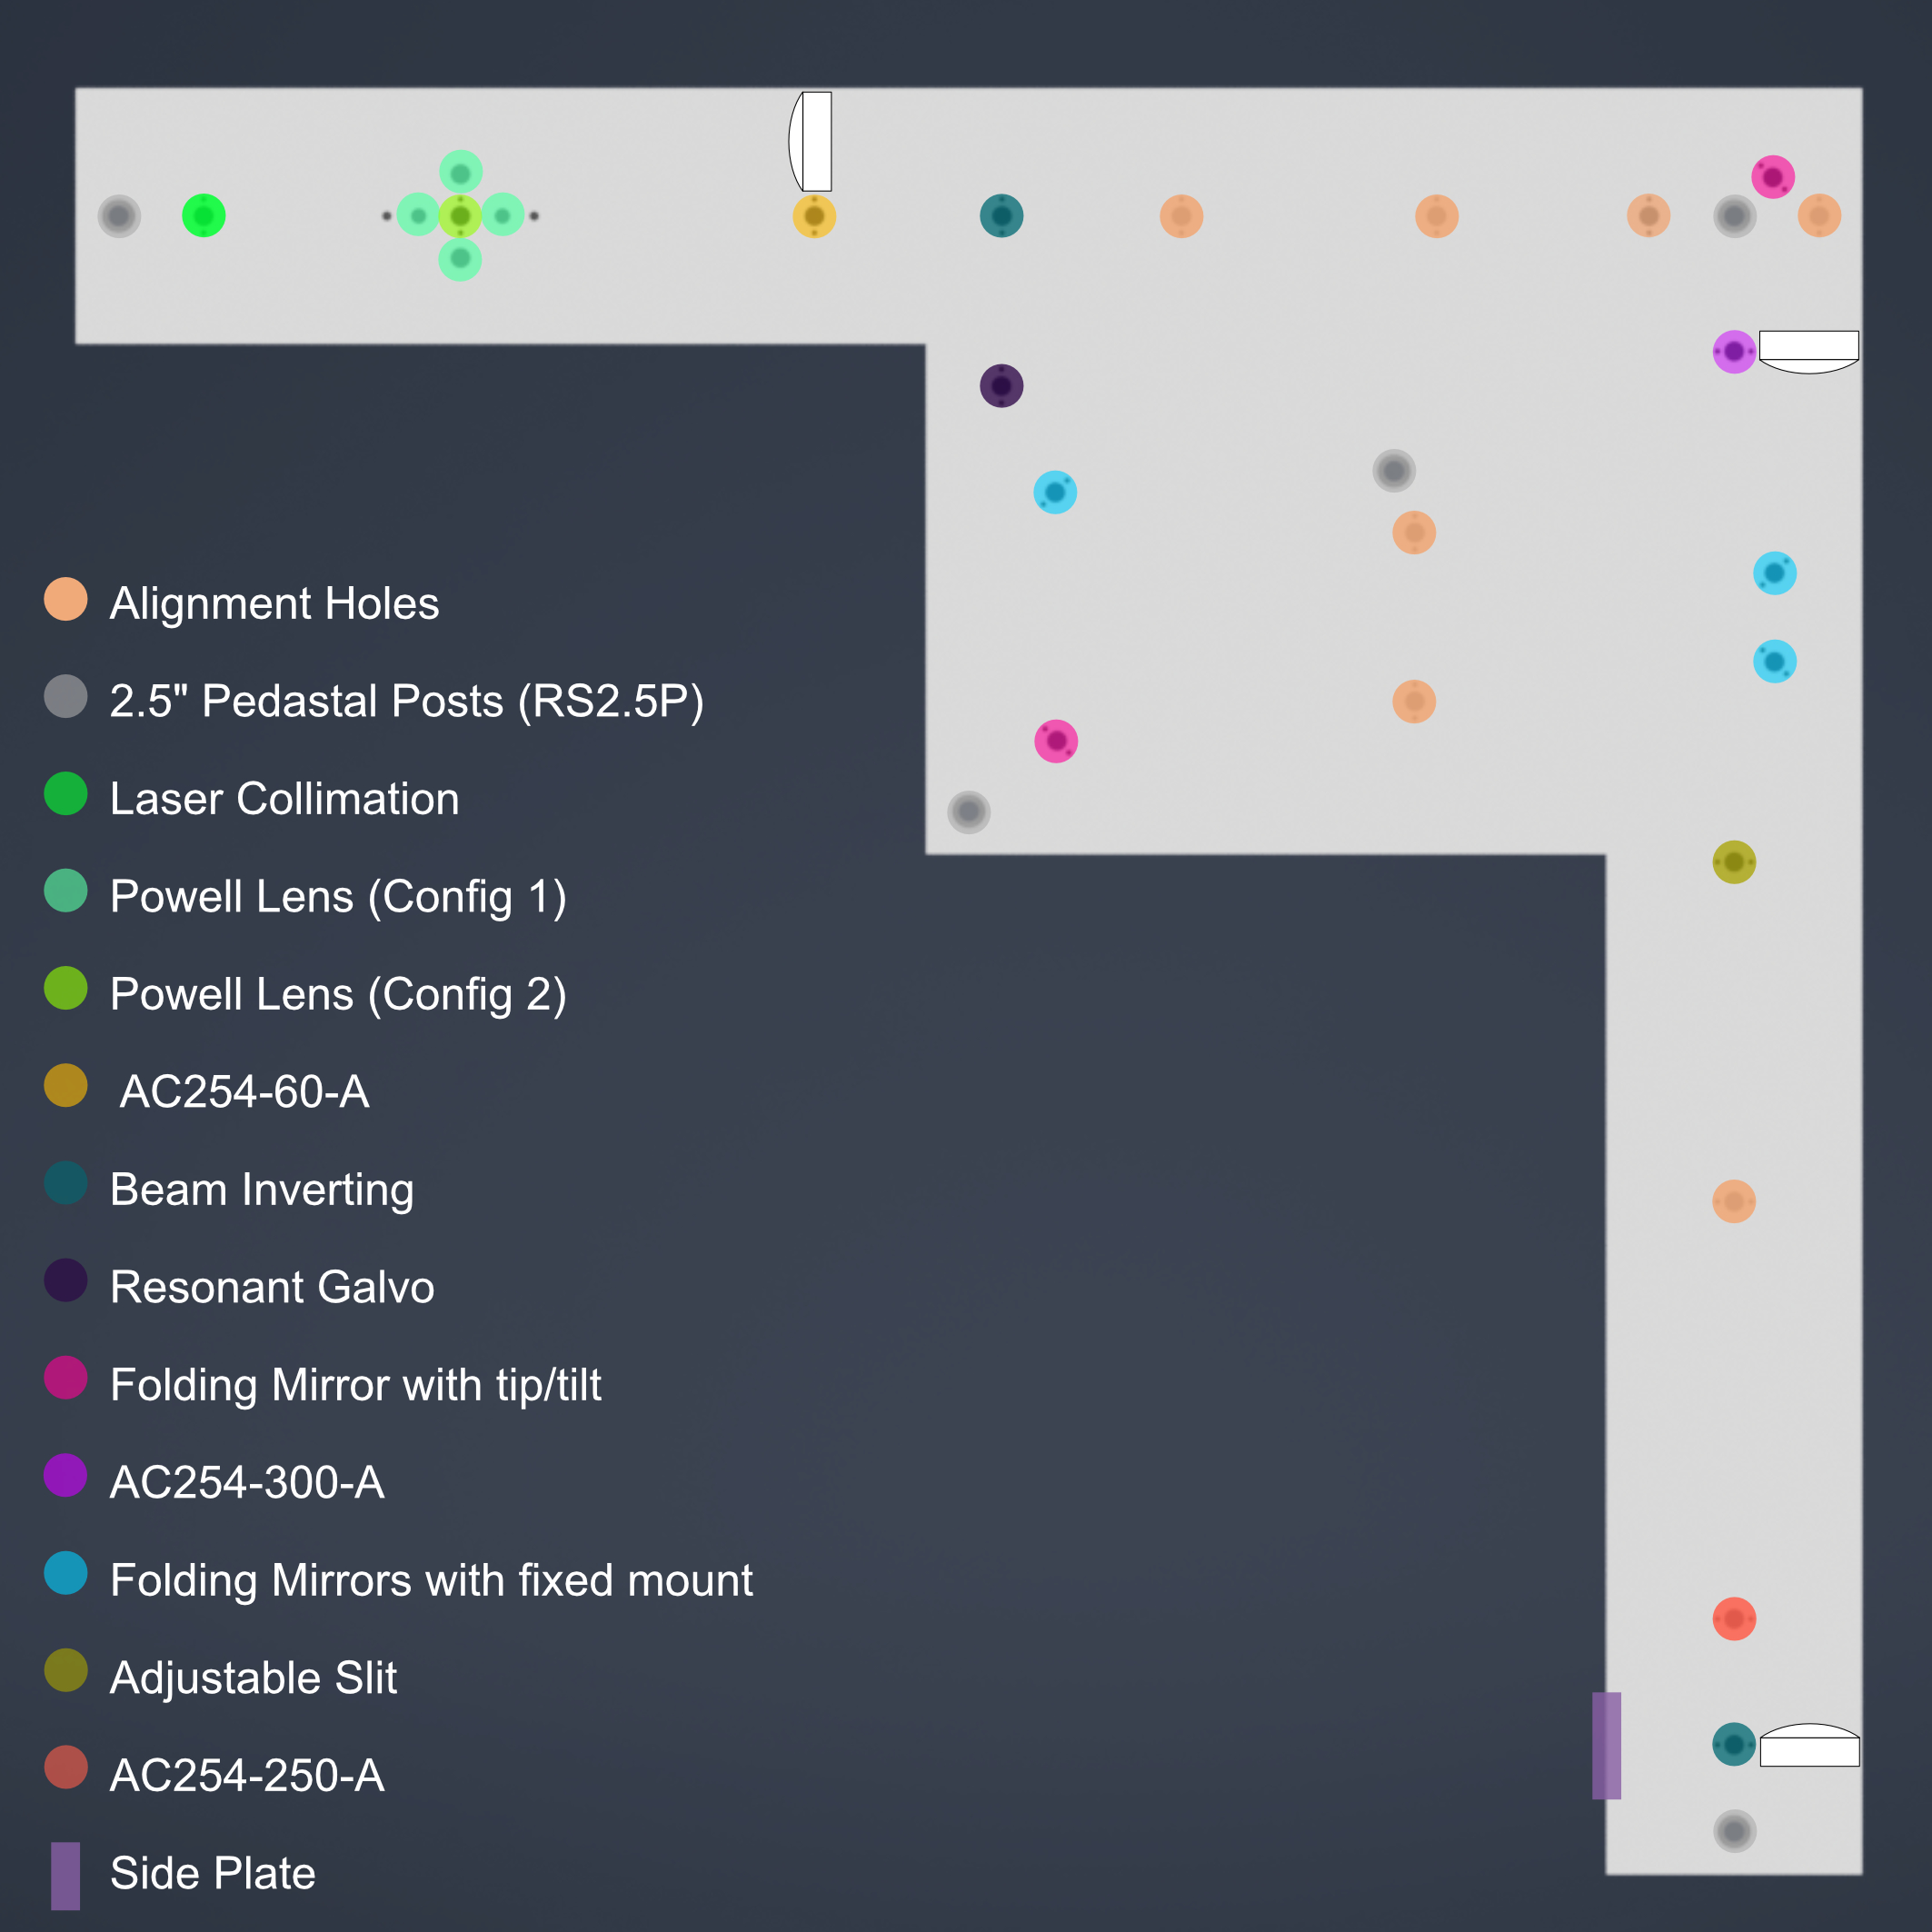 Alignment Holes
2.5" Pedastal Posts (RS2.5P)
Laser Collimation
Powell Lens (Config 1)
Powell Lens (Config 2)
AC254-60-A
Beam Inverting
Resonant Galvo
Folding Mirror with tip/tilt
AC254-300-A
Folding Mirrors with fixed mount
Adjustable Slit
AC254-250-A
Side Plate